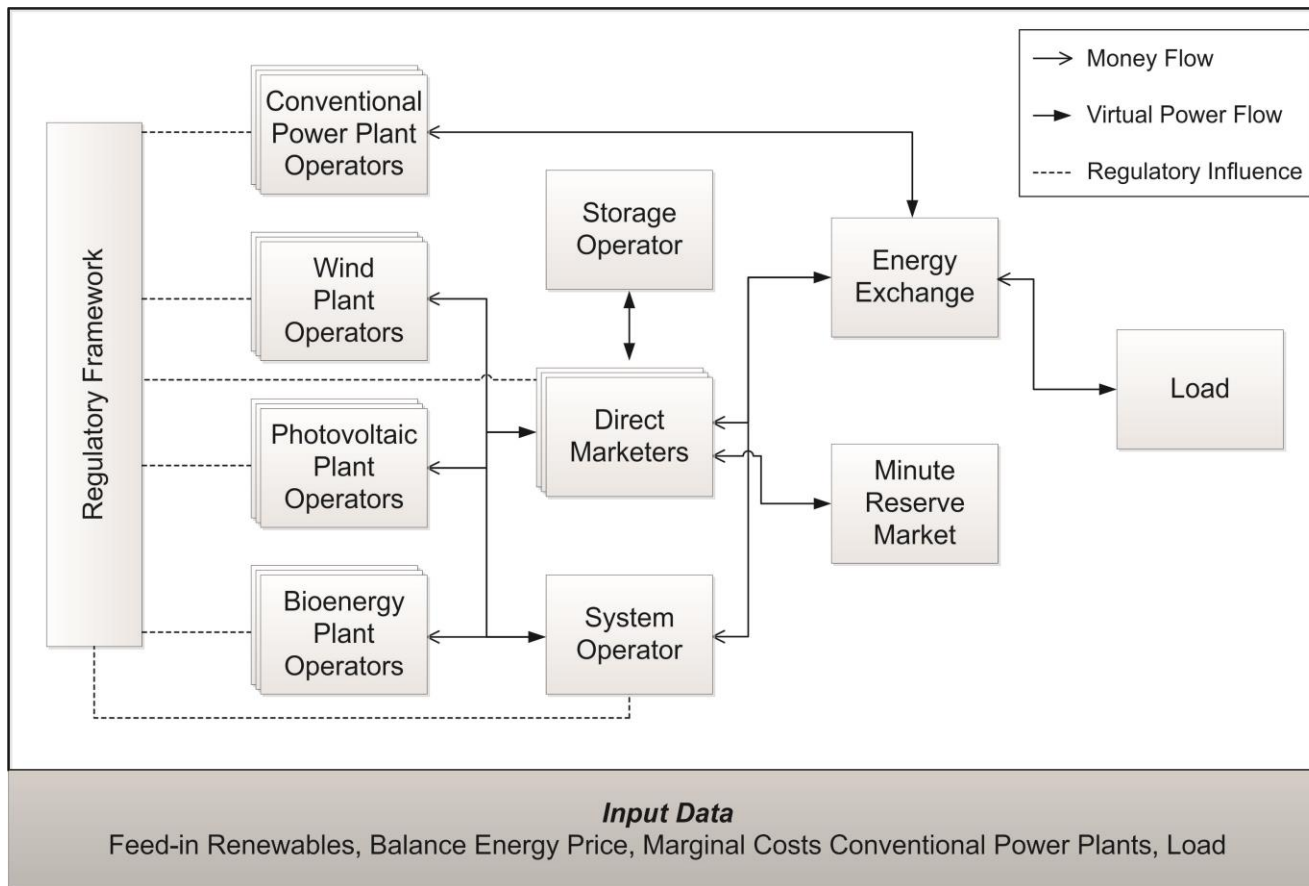 Money Flow
Virtual Power Flow
Regulatory Influence
Regulatory Framework
Conventional
Power Plant
Operators
Wind
Plant
Operators
Photovoltaic
Plant
Operators
Bioenergy
Plant
Operators
Storage
Operator
Direct
Marketers
System
Operator
Energy
Exchange
Minute
Reserve
Market
Load
Input Data
Feed-in Renewables, Balance Energy Price, Marginal Costs Conventional Power Plants, Load